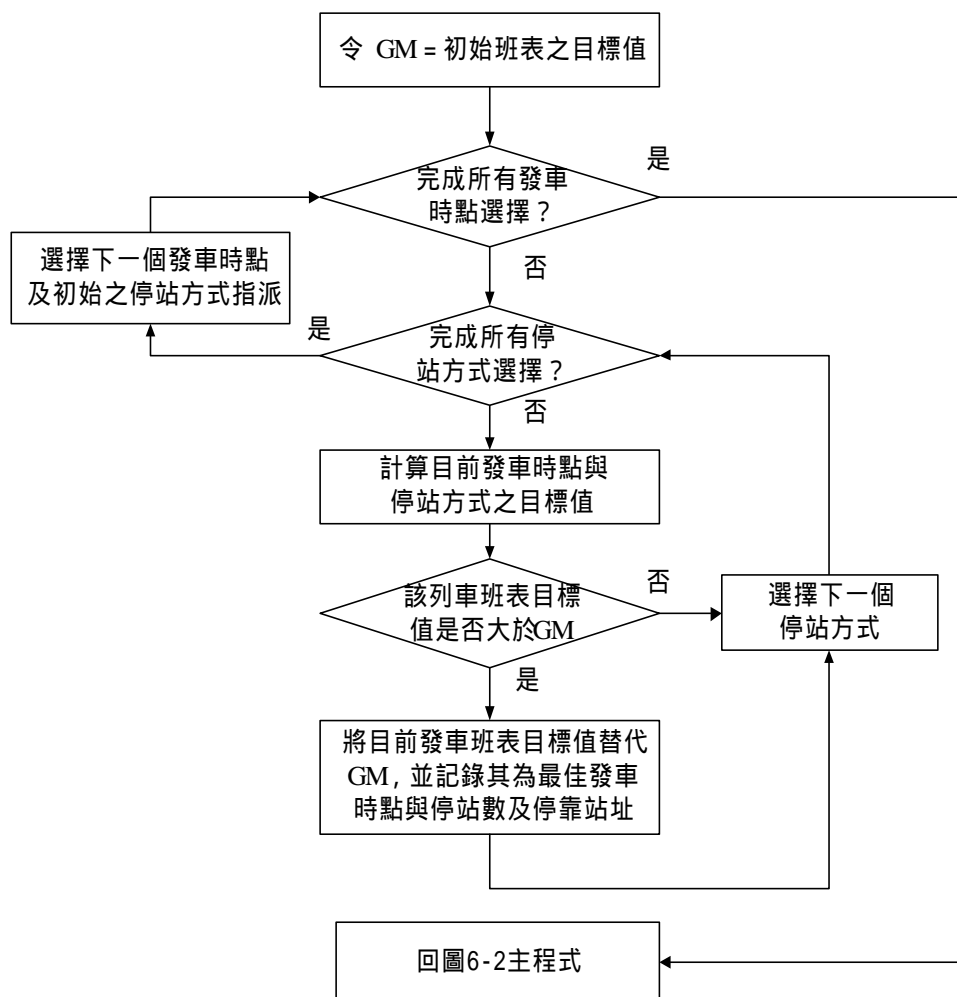 令 GM = 初始班表之目標值
是
完成所有發車
時點選擇？
選擇下一個發車時點
及初始之停站方式指派
否
是
完成所有停
站方式選擇？
否
計算目前發車時點與
停站方式之目標值
該列車班表目標
值是否大於GM
否
選擇下一個
停站方式
是
將目前發車班表目標值替代
GM, 並記錄其為最佳發車
時點與停站數及停靠站址
回圖6-2主程式